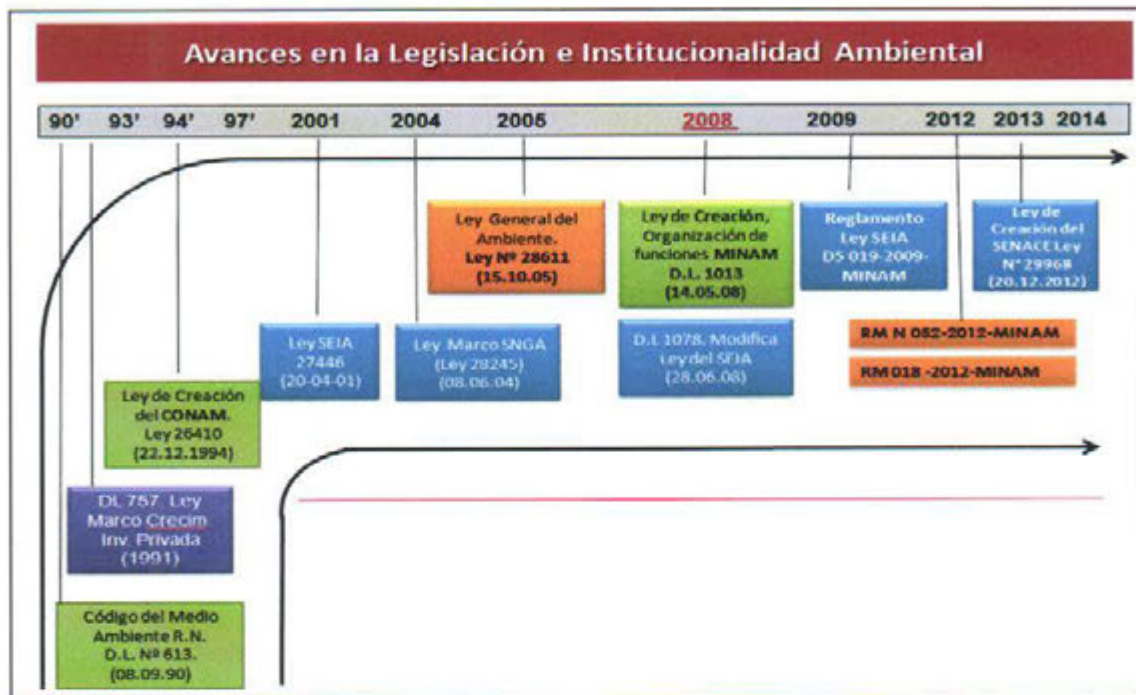 Avances en la Legislación e Institucionalidad Ambiental
90' 93' 94' 97' 2001 2004 2005 2008 2009 2012 2013 2014
Ley General del
Ambiente.
Ley Nº 28611
(15.10.05)
Ley de Creación,
Organización de
funciones MINAM
D.L. 1013
(14.05.08)
Reglamento
Ley SEIA
DS 019-2009-
MINAM
Ley de
Creación del
SENACE Ley
N° 29968
(20.12.2012)
Ley SEIA
27446
(20-04-01)
Ley Marco SNGA
(Ley 28245)
(08.06.04)
D.L 1078. Modifica
Ley del SEIA
(28.06.08)
RM N 052-2012-MINAM
RM 018 -2012-MINAM
Ley de Creación
del CONAM.
Ley 26410
(22.12.1994)
DL 757. Ley
Marco Crecim
Inv. Privada
(1991)
Código del Medio
Ambiente R.N.
D.L. Nº 613.
(08.09.90)